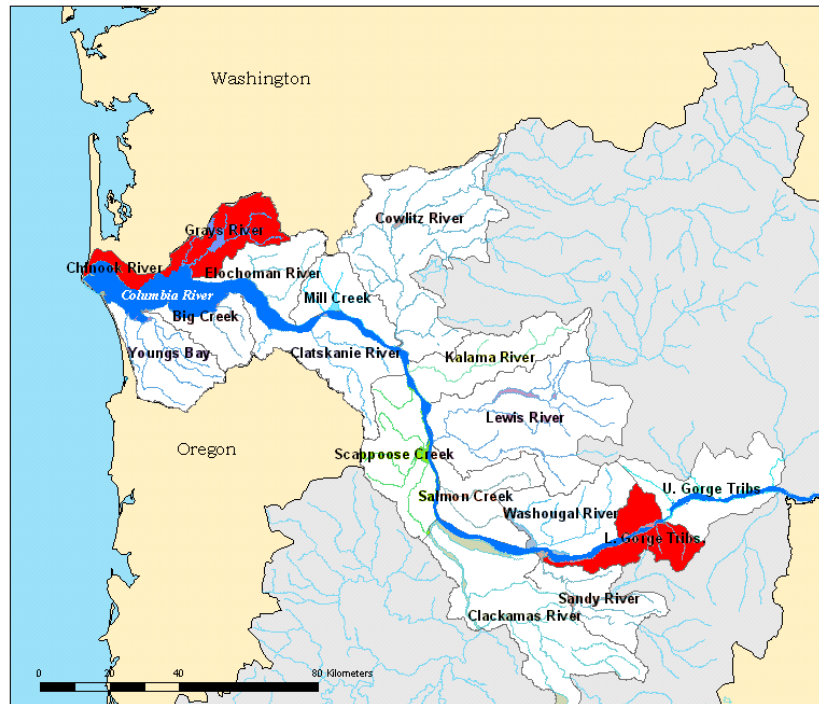 Washington
Cowlitz River
Grays River
Chinook River
Elochoman River
Columbia River
Mill Creek
Big Creek
Youngs Bay
Clatskanie River
Kalama River
Lewis River
Oregon
Scappoose Creek
U. Gorge Tribs.
Salmon Creek
Washougal River
L. Gorge Tribs.
Sandy River
Clackamas River
0 20 40 80 Kilometers